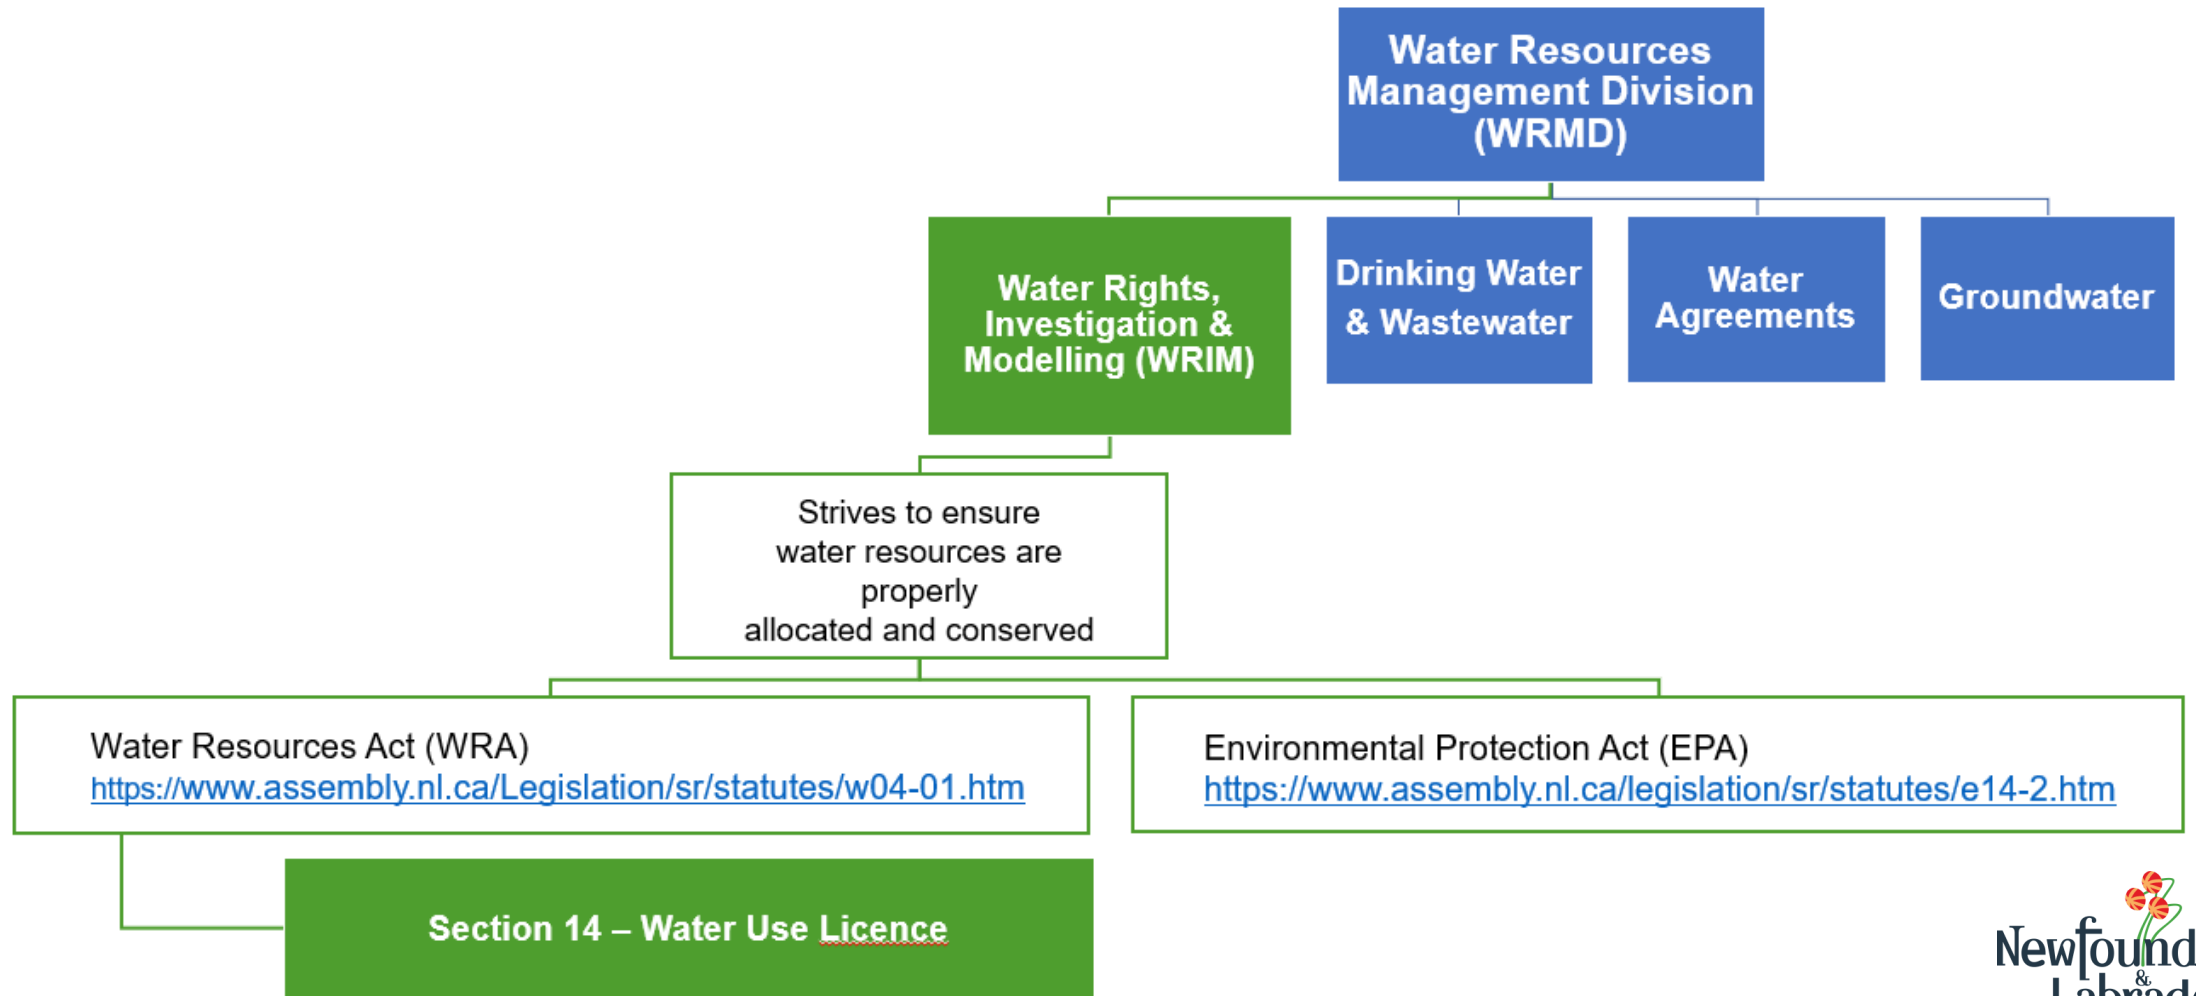 Water Resources
Management Division
(WRMD)
Water Rights,
Investigation &
Modelling (WRIM)
Drinking Water
& Wastewater
Water
Agreements
Groundwater
Strives to ensure
water resources are
properly
allocated and conserved
Water Resources Act (WRA)
https://www.assembly.nl.ca/Legislation/sr/statutes/w04-01.htm
Environmental Protection Act (EPA)
https://www.assembly.nl.ca/legislation/sr/statutes/e14-2.htm
Section 14 – Water Use Licence
Newfound
&